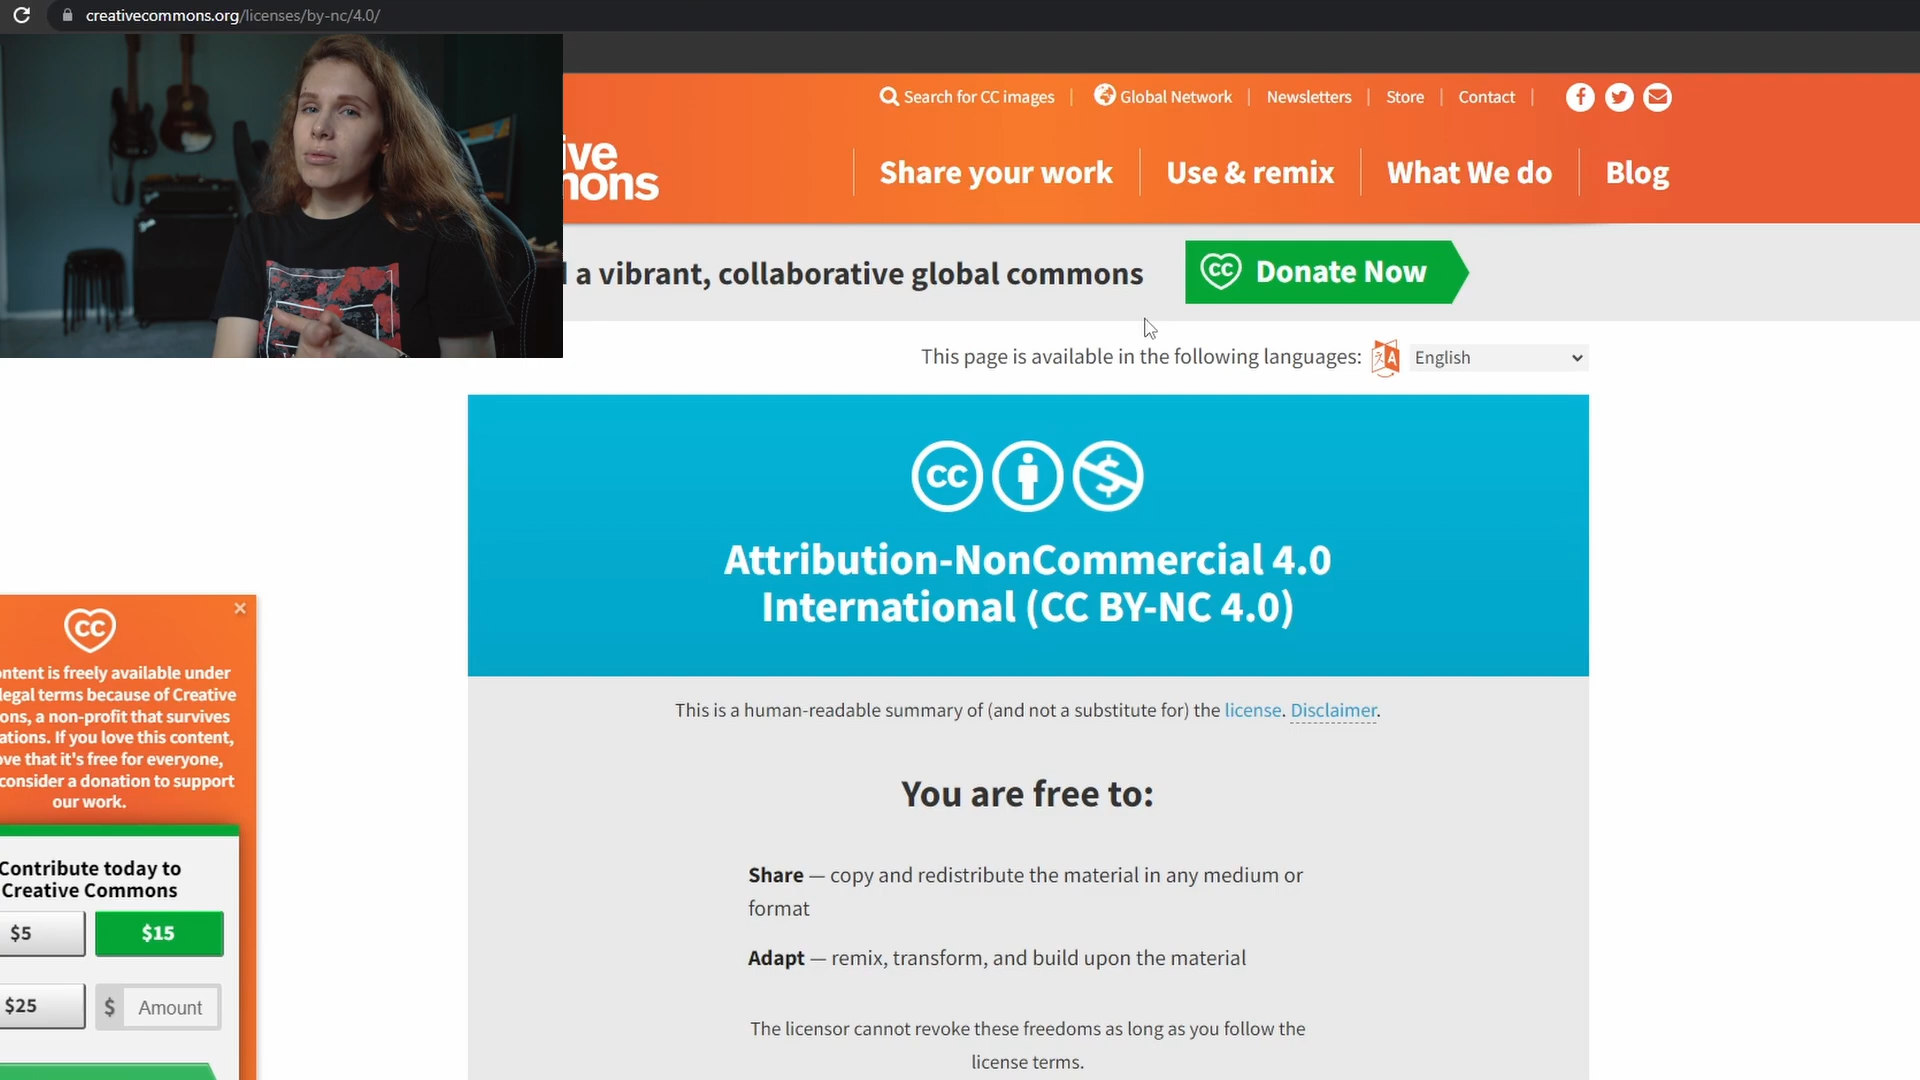 creativecommons.org/licenses/by-nc/4.0/
Search for CC images
Global Network
Newsletters
Store
Contact
Share your work
Use & remix
What We do
Blog
a vibrant, collaborative global commons
Donate Now
This page is available in the following languages:
English
CC
Attribution-NonCommercial 4.0
International (CC BY-NC 4.0)
This is a human-readable summary of (and not a substitute for) the license. Disclaimer.
You are free to:
Share — copy and redistribute the material in any medium or
format
Adapt — remix, transform, and build upon the material
The licensor cannot revoke these freedoms as long as you follow the
license terms.
CC
is freely available under
legal terms because of Creative
a non-profit that survives
If you love this content,
that it's free for everyone,
consider a donation to support
our work.
Contribute today to
Creative Commons
$5
$15
$25
$ Amount